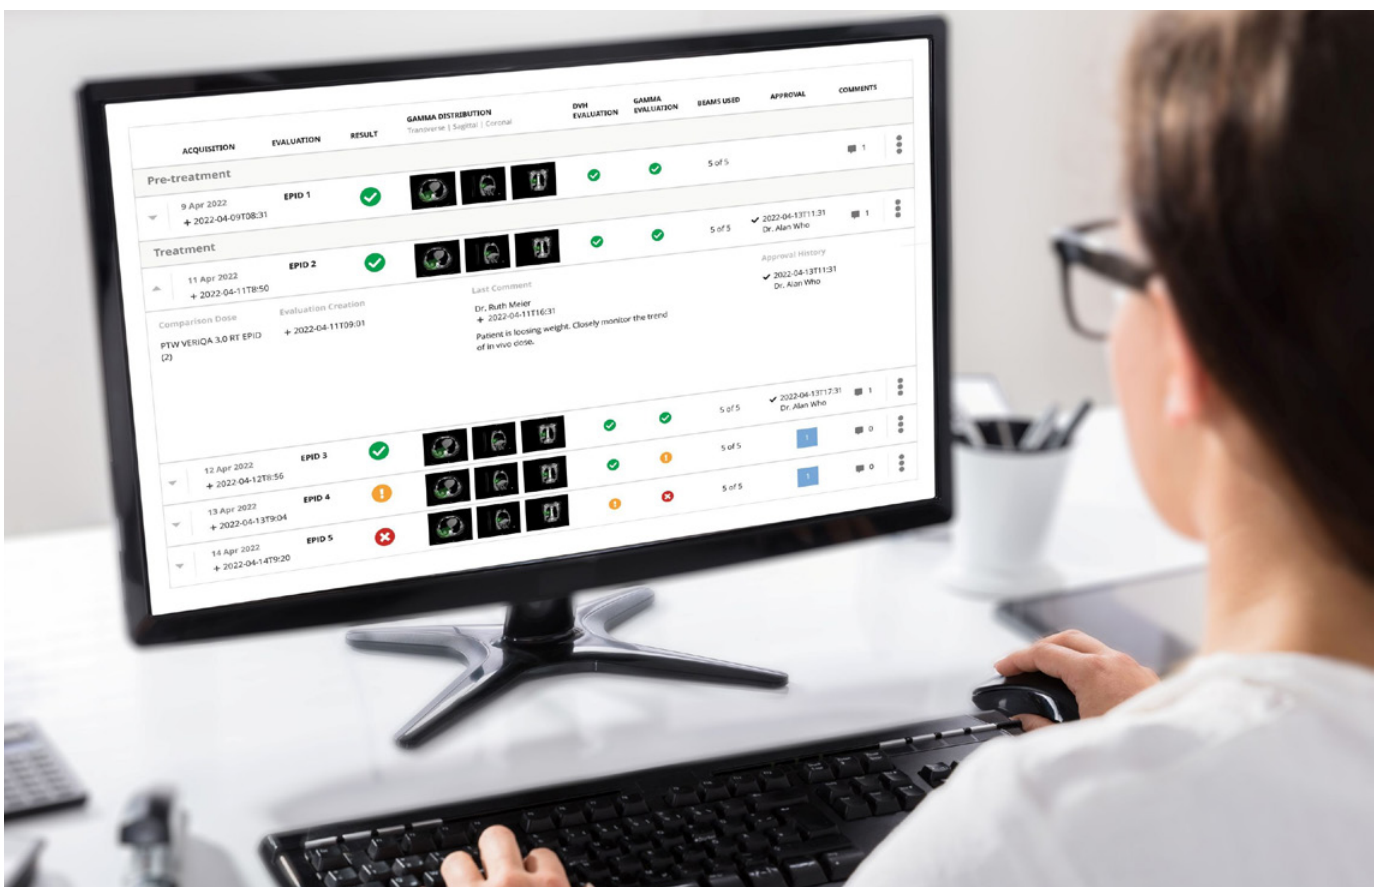 ACQUISITION EVALUATION RESULT GAMMA DISTRIBUTION DVH EVALUATION GAMMA EVALUATION BEAMS USED APPROVAL COMMENTS
Transverse | Sagittal | Coronal
Pre-treatment
9 Apr 2022 EPID 1 5 of 5 1
+ 2022-04-09T08:31
Treatment
11 Apr 2022 EPID 2 5 of 5 2022-04-13T11:31 1
+ 2022-04-11T8:50 Dr. Alan Who
Comparison Dose Evaluation Creation Last Comment Approval History
PTW VERIQA 3.0 RT EPID + 2022-04-11T09:01 Dr. Ruth Meier 2022-04-13T11:31
(2) + 2022-04-11T16:31 Dr. Alan Who
Patient is loosing weight. Closely monitor the trend
of in vivo dose.
12 Apr 2022 EPID 3 5 of 5 2022-04-13T17:31 1
+ 2022-04-12T8:56 Dr. Alan Who
13 Apr 2022 EPID 4 5 of 5 1 0
+ 2022-04-13T9:04
14 Apr 2022 EPID 5 5 of 5 1 0
+ 2022-04-14T9:20